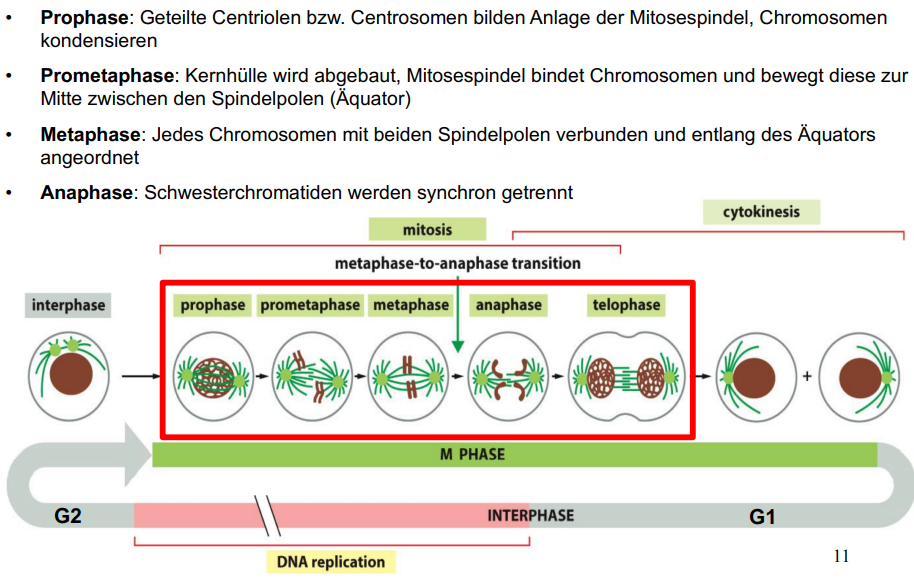 • Prophase: Geteilte Centriolen bzw. Centrosomen bilden Anlage der Mitosespindel, Chromosomen
kondensieren
• Prometaphase: Kernhülle wird abgebaut, Mitosespindel bindet Chromosomen und bewegt diese zur
Mitte zwischen den Spindelpolen (Äquator)
• Metaphase: Jedes Chromosomen mit beiden Spindelpolen verbunden und entlang des Äquators
angeordnet
• Anaphase: Schwesterchromatiden werden synchron getrennt
cytokinesis
mitosis
metaphase-to-anaphase transition
interphase
prophase
prometaphase
metaphase
anaphase
telophase
+
M PHASE
G2
INTERPHASE
G1
DNA replication
11